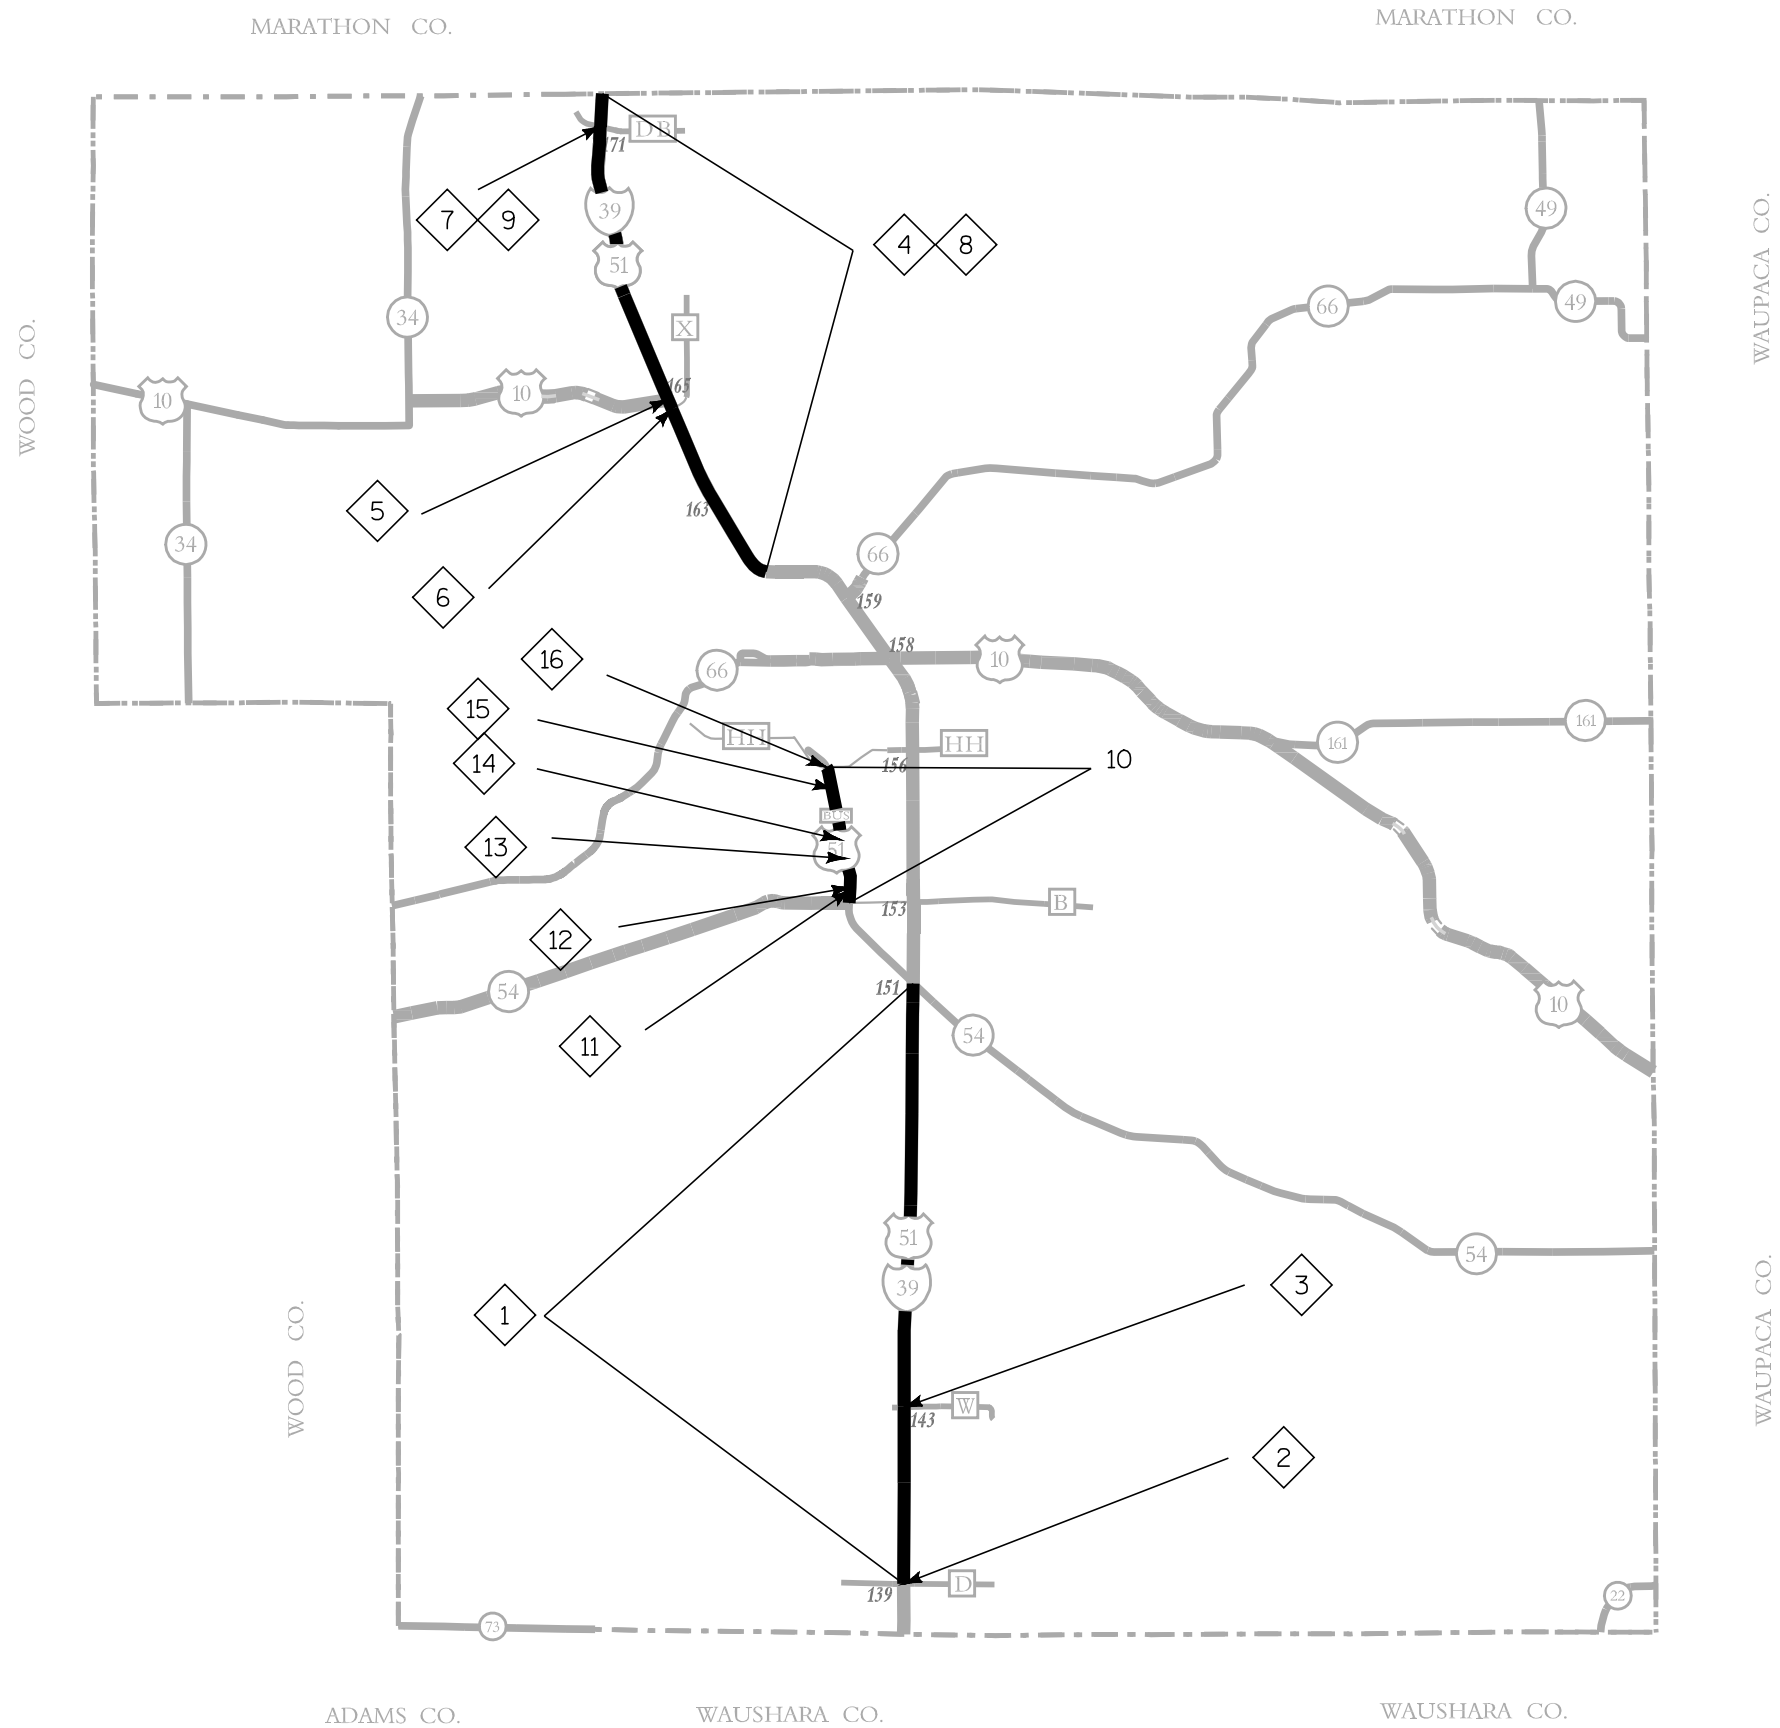 MARATHON CO.
MARATHON CO.
DB
171
7
9
39
4
8
49
51
WAUPACA CO.
34
X
66
49
WOOD CO.
10
10
165
5
163
34
66
6
159
158
16
66
10
15
161
161
HH
HH
14
156
10
BUS
13
51
12
153
B
54
151
10
11
54
51
54
39
3
1
WOOD CO.
WAUPACA CO.
W
143
2
D
139
22
73
ADAMS CO.
WAUSHARA CO.
WAUSHARA CO.